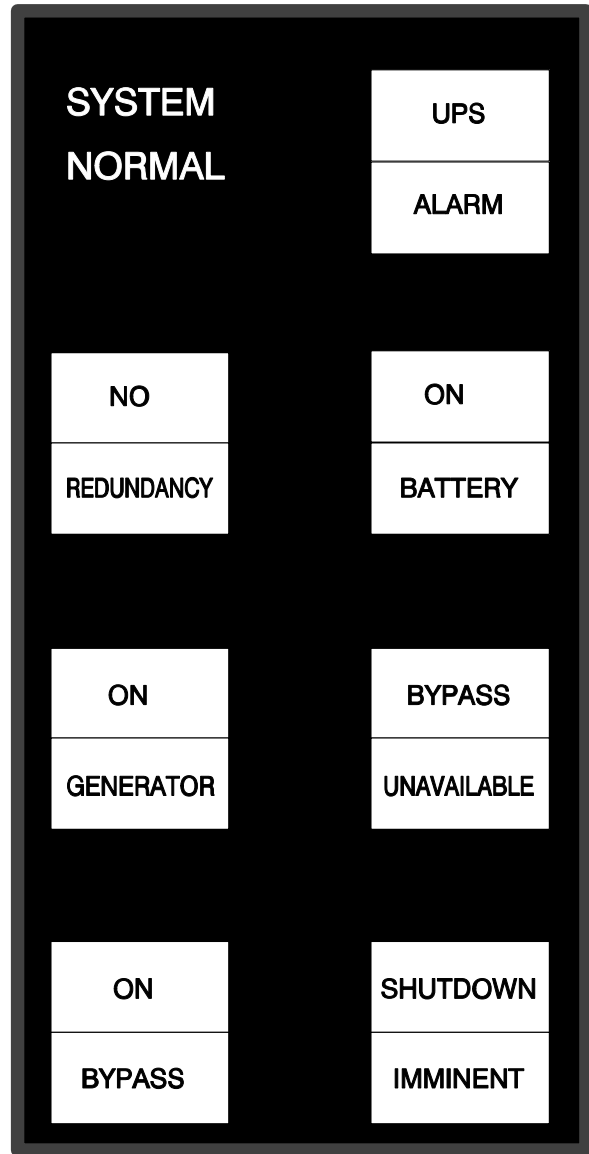 SYSTEM
NORMAL
UPS
ALARM
NO
REDUNDANCY
ON
BATTERY
ON
GENERATOR
BYPASS
UNAVAILABLE
ON
BYPASS
SHUTDOWN
IMMINENT